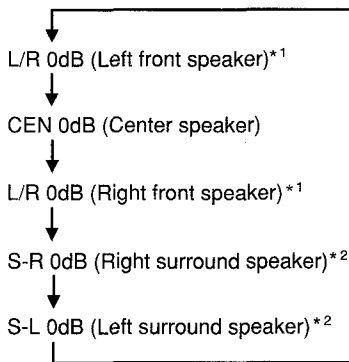 L/R 0dB (Left front speaker)*1
CEN 0dB (Center speaker)
L/R 0dB (Right front speaker)*1
S-R 0dB (Right surround speaker)*2
S-L 0dB (Left surround speaker)*2